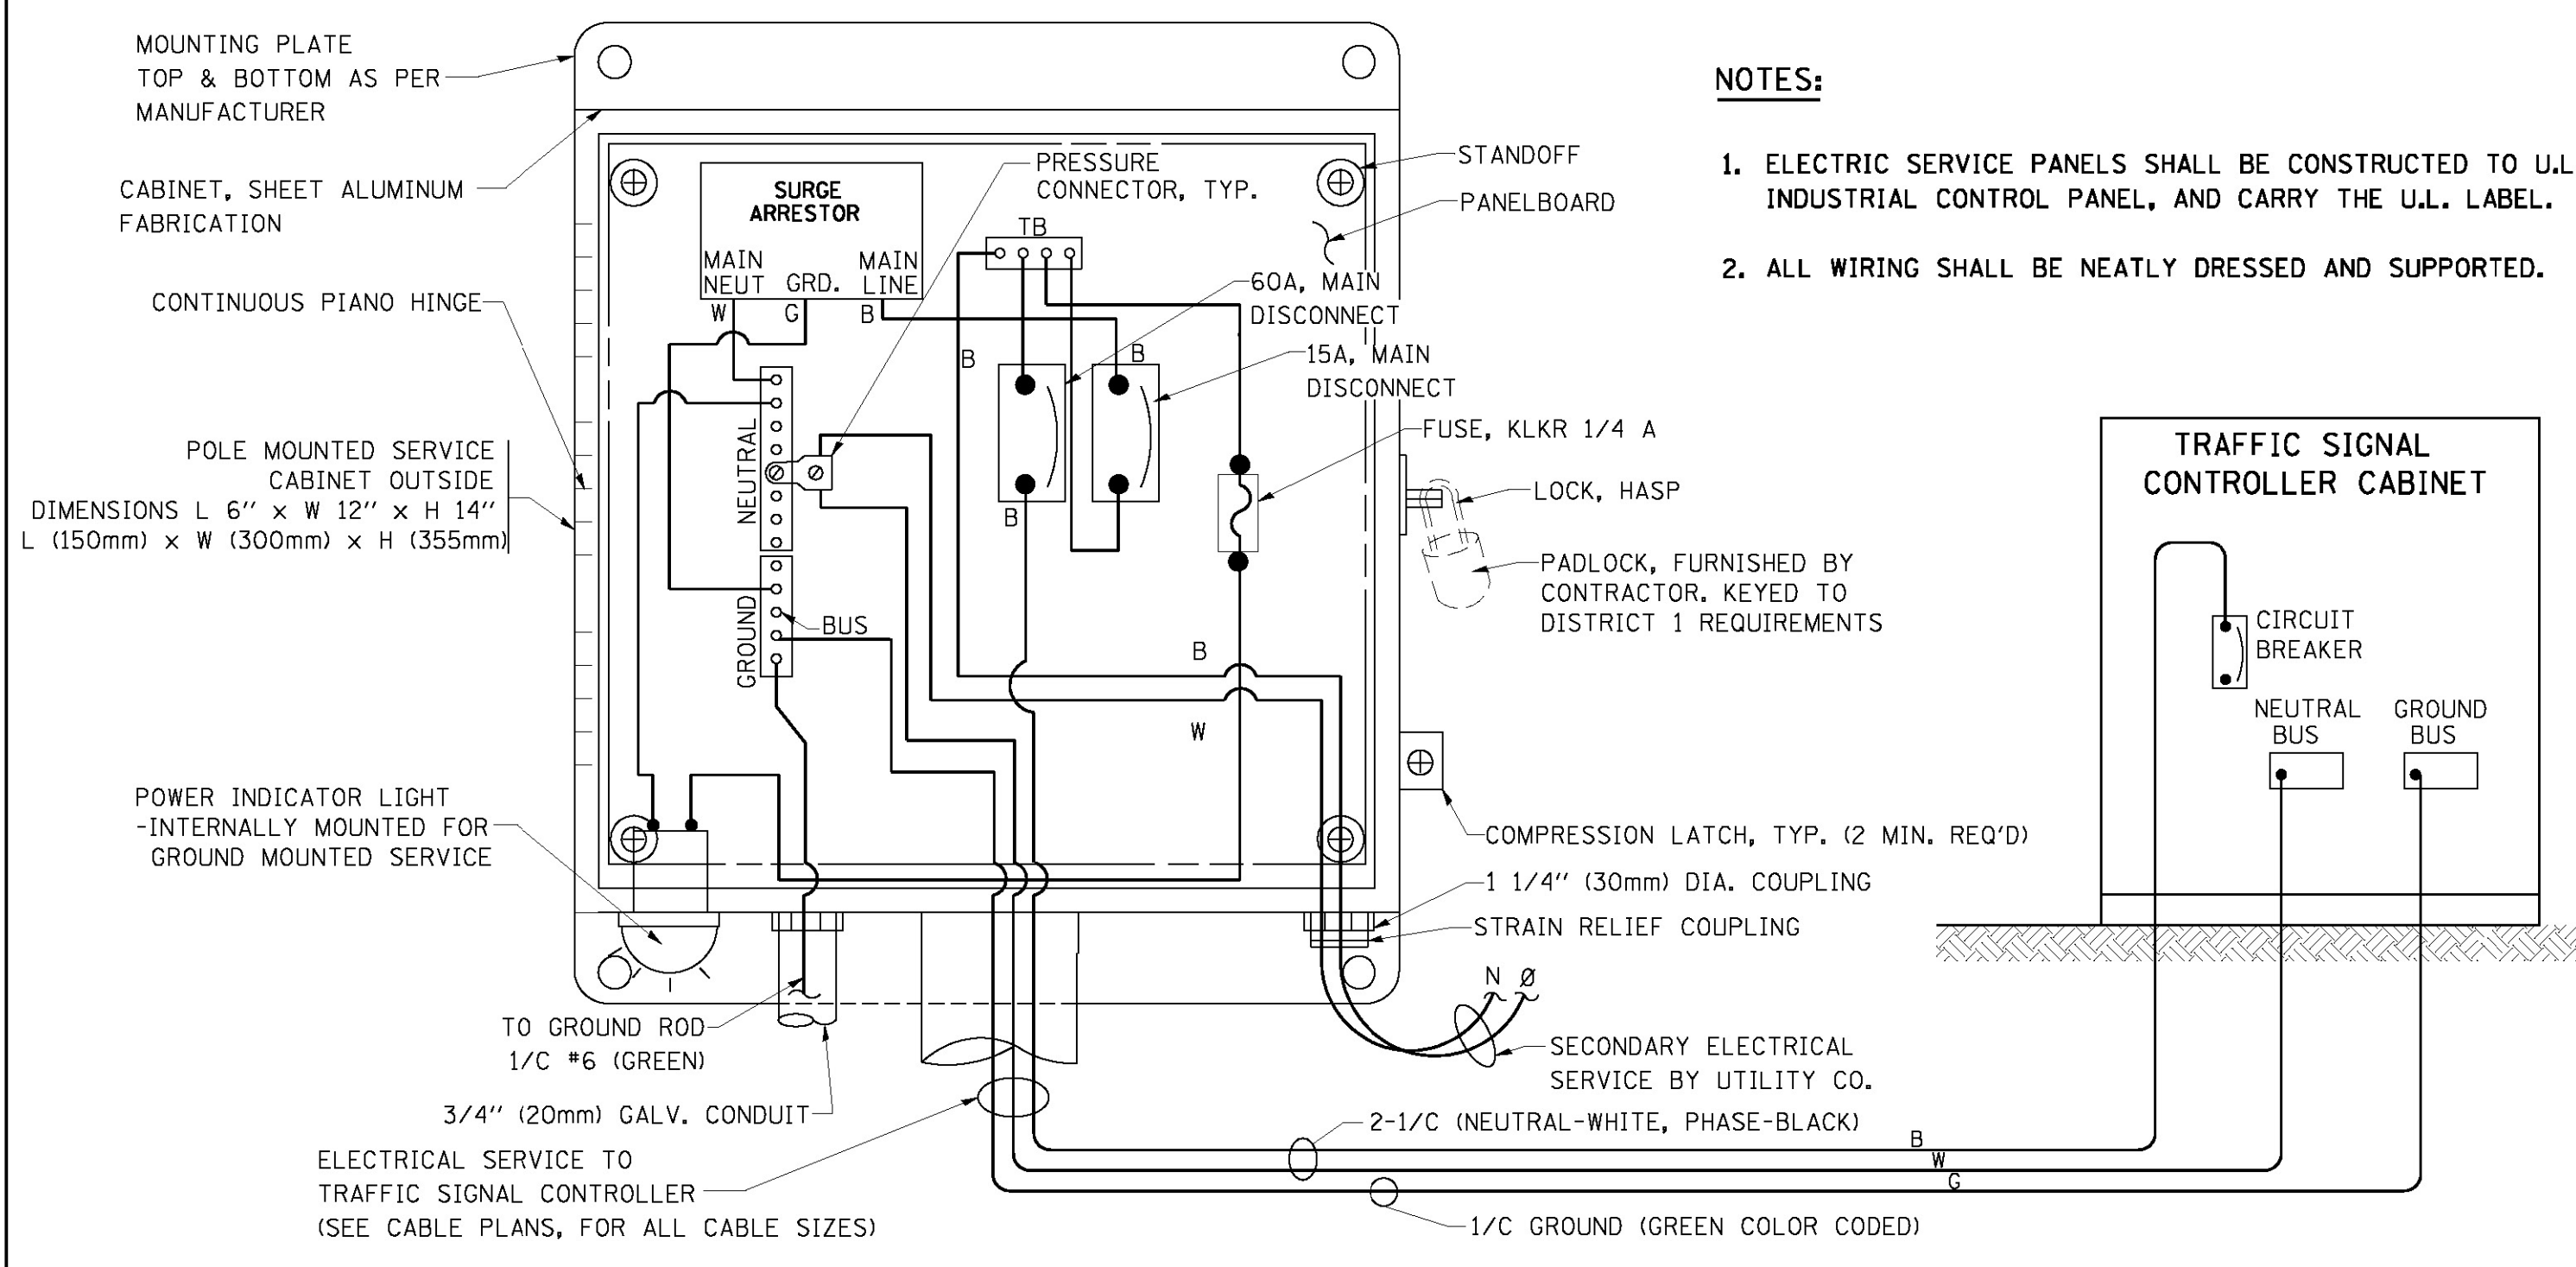 MOUNTING PLATE
TOP & BOTTOM AS PER
MANUFACTURER
CABINET, SHEET ALUMINUM
FABRICATION
CONTINUOUS PIANO HINGE
POLE MOUNTED SERVICE
CABINET OUTSIDE
DIMENSIONS L 6'' x W 12'' x H 14''
L (150mm) x W (300mm) x H (355mm)
POWER INDICATOR LIGHT
-INTERNALLY MOUNTED FOR
GROUND MOUNTED SERVICE
SURGE
ARRESTOR
MAIN
NEUT
GRD.
MAIN
LINE
W
G
B
PRESSURE
CONNECTOR, TYP.
TB
B
B
B
NEUTRAL
GROUND
BUS
B
W
STANDOFF
PANELBOARD
60A, MAIN
DISCONNECT
15A, MAIN
DISCONNECT
FUSE, KLKR 1/4 A
LOCK, HASP
PADLOCK, FURNISHED BY
CONTRACTOR. KEYED TO
DISTRICT 1 REQUIREMENTS
COMPRESSION LATCH, TYP. (2 MIN. REQ'D)
1 1/4'' (30mm) DIA. COUPLING
STRAIN RELIEF COUPLING
N Ø
SECONDARY ELECTRICAL
SERVICE BY UTILITY CO.
TO GROUND ROD
1/C #6 (GREEN)
3/4'' (20mm) GALV. CONDUIT
ELECTRICAL SERVICE TO
TRAFFIC SIGNAL CONTROLLER
(SEE CABLE PLANS, FOR ALL CABLE SIZES)
2-1/C (NEUTRAL-WHITE, PHASE-BLACK)
B
W
G
1/C GROUND (GREEN COLOR CODED)
NOTES:
1. ELECTRIC SERVICE PANELS SHALL BE CONSTRUCTED TO U.L
INDUSTRIAL CONTROL PANEL, AND CARRY THE U.L. LABEL.
2. ALL WIRING SHALL BE NEATLY DRESSED AND SUPPORTED.
TRAFFIC SIGNAL
CONTROLLER CABINET
CIRCUIT
BREAKER
NEUTRAL
BUS
GROUND
BUS